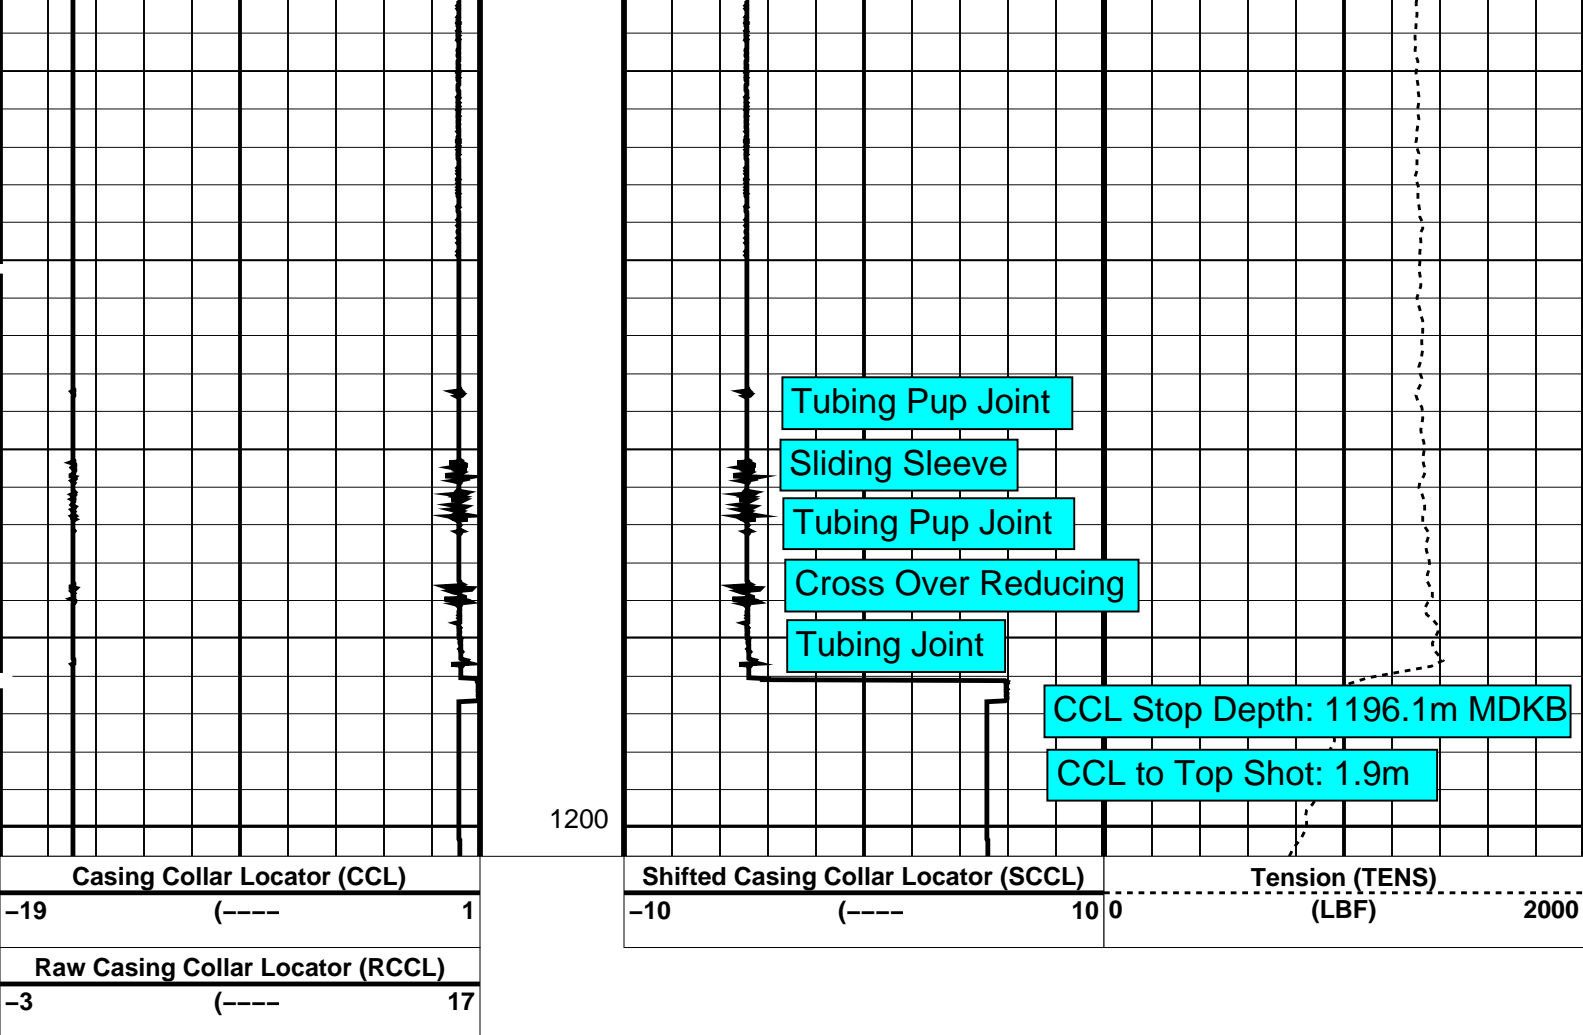 Tubing Pup Joint
Sliding Sleeve
Tubing Pup Joint
Cross Over Reducing
Tubing Joint
CCL Stop Depth: 1196.1m MDKB
CCL to Top Shot: 1.9m
1200
Casing Collar Locator (CCL)
−19 (−−−− 1
Shifted Casing Collar Locator (SCCL)
−10 (−−−− 10
Tension (TENS)
0 (LBF) 2000
Raw Casing Collar Locator (RCCL)
−3 (−−−− 17